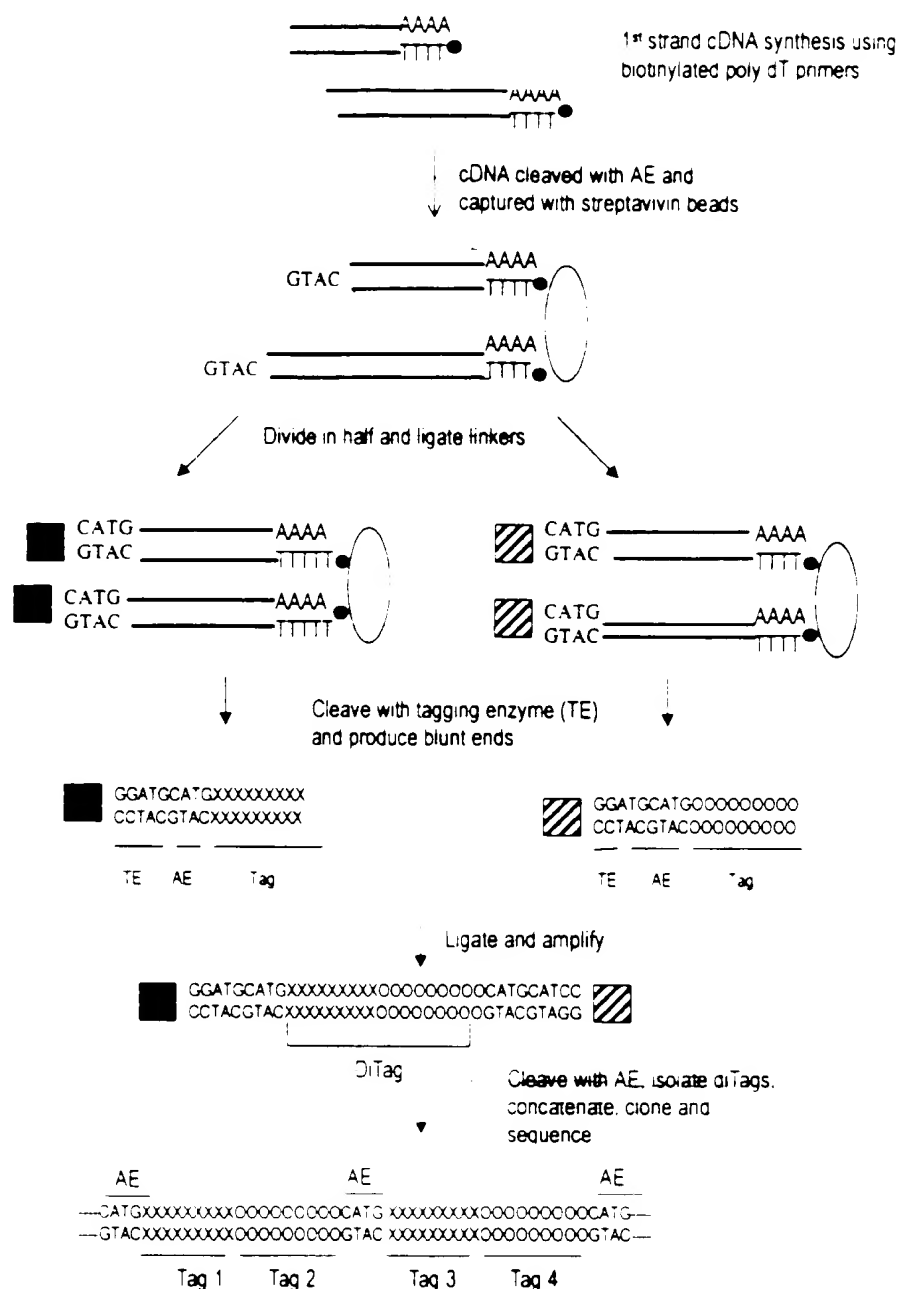 AAAA
TTTT
1st strand cDNA synthesis using
biotinylated poly dT primers
AAAA
TTTT
cDNA cleaved with AE and
captured with streptavivin beads
AAAA
GTAC TTTT
AAAA
GTAC TTTT
Divide in half and ligate linkers
CATG AAAA
GTAC TTTTT
CATG AAAA
GTAC TTTTT
CATG AAAA
GTAC TTTT
CATG AAAA
GTAC TTTT
Cleave with tagging enzyme (TE)
and produce blunt ends
GGATGCATGXXXXXXXXX
CCTACGTACXXXXXXXXX
TE AE Tag
GGATGCATGOOOOOOOOO
CCTACGTACOOOOOOOOO
TE AE Tag
Ligate and amplify
GGATGCATGXXXXXXXXXOOOOOOOOOCATGCATCC
CCTACGTACXXXXXXXXXOOOOOOOOOGTACGTAGG
DiTag
Cleave with AE, isolate diTags,
concatenate, clone and
sequence
AE AE AE
CATGXXXXXXXXXOOOOOOOOOCATGXXXXXXXXXOOOOOOOOOCATG
GTACXXXXXXXXXOOOOOOOOOGTACXXXXXXXXXOOOOOOOOOGTAC
Tag 1 Tag 2 Tag 3 Tag 4